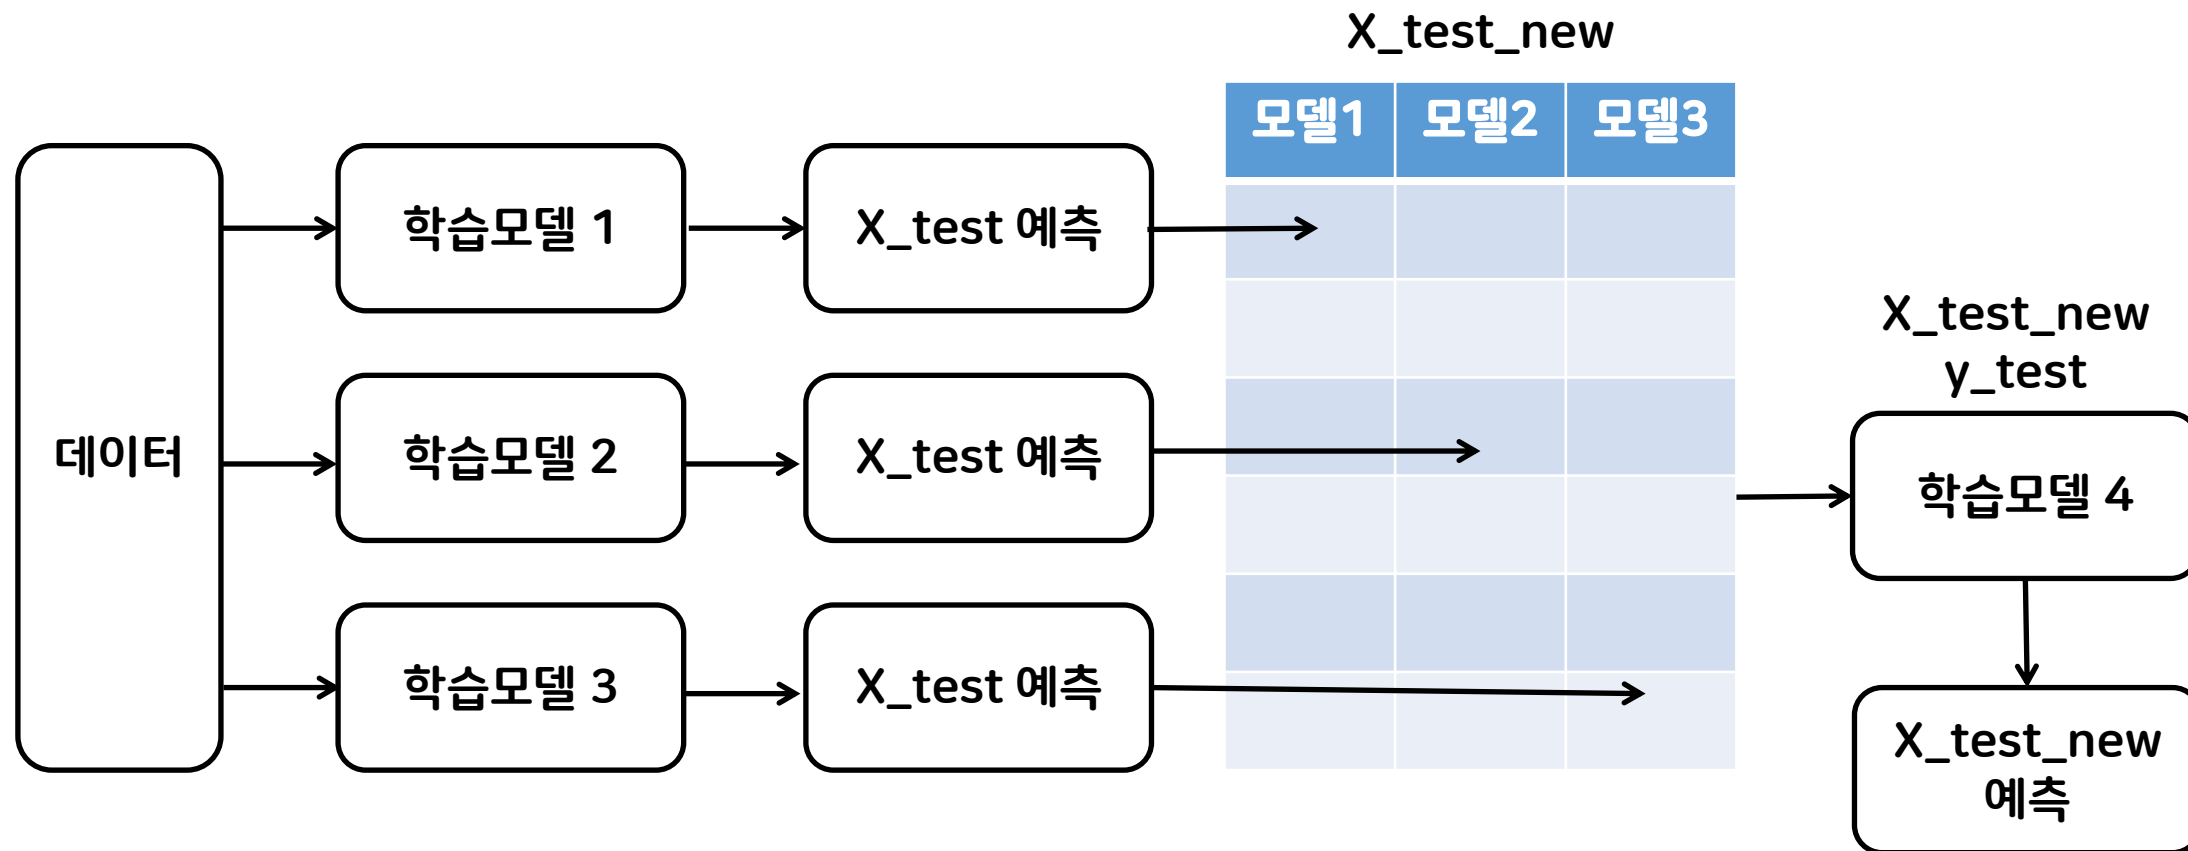 X_test_new
모델1 모델2 모델3
데이터
학습모델 1
X_test 예측
학습모델 2
X_test 예측
학습모델 3
X_test 예측
X_test_new
y_test
학습모델 4
X_test_new
예측